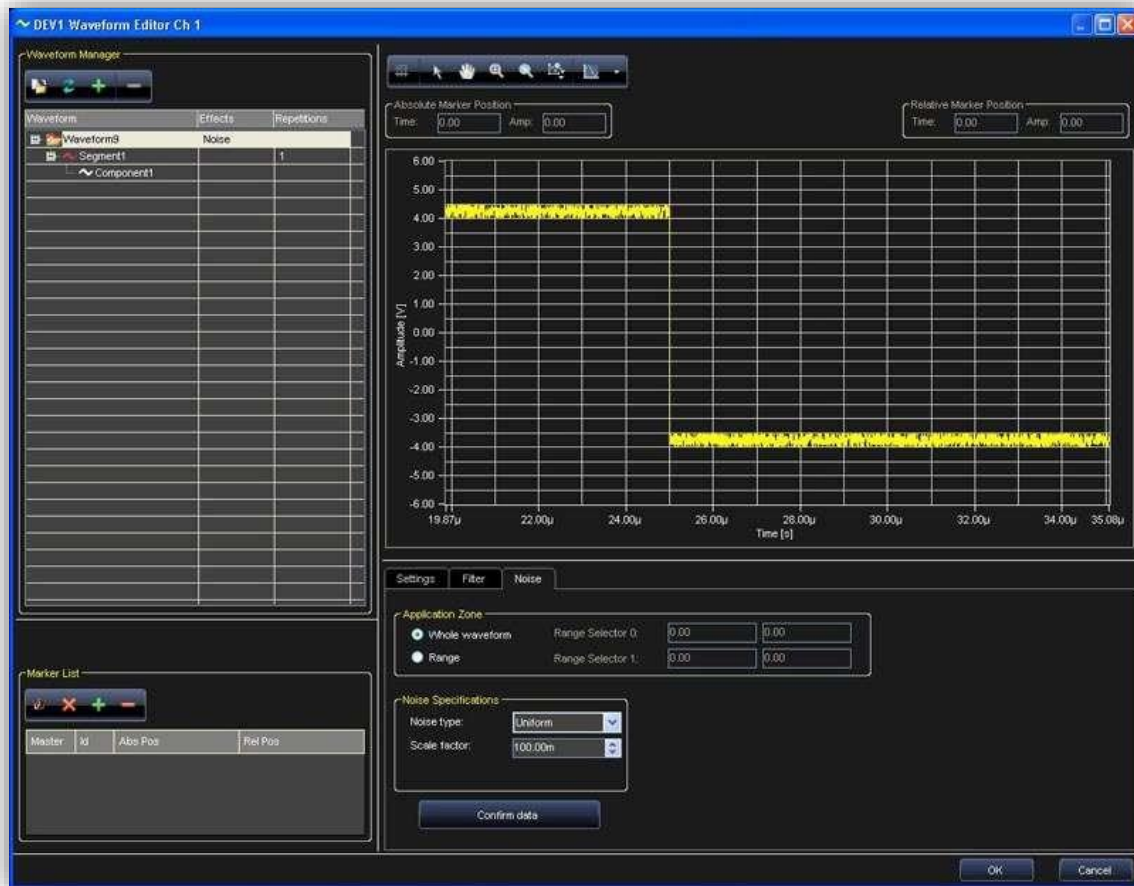 DEV1 Waveform Editor Ch 1
Waveform Manager
Waveform Effects Repetitions
Waveform9 Noise
Segment1 1
Component1
Marker List
Master Id Abs Pos Rel Pos
Absolute Marker Position
Time: 0.00 Amp: 0.00
Relative Marker Position
Time: 0.00 Amp: 0.00
6.00
5.00
4.00
3.00
2.00
1.00
0.00
-1.00
-2.00
-3.00
-4.00
-5.00
-6.00
Amplitude [V]
19.87µ 22.00µ 24.00µ 26.00µ 28.00µ 30.00µ 32.00µ 34.00µ 35.08µ
Time [s]
Settings Filter Noise
Application Zone
Whole waveform Range Selector 0: 0.00 0.00
Range Range Selector 1: 0.00 0.00
Noise Specifications
Noise type: Uniform
Scale factor: 100.00m
Confirm data
OK Cancel